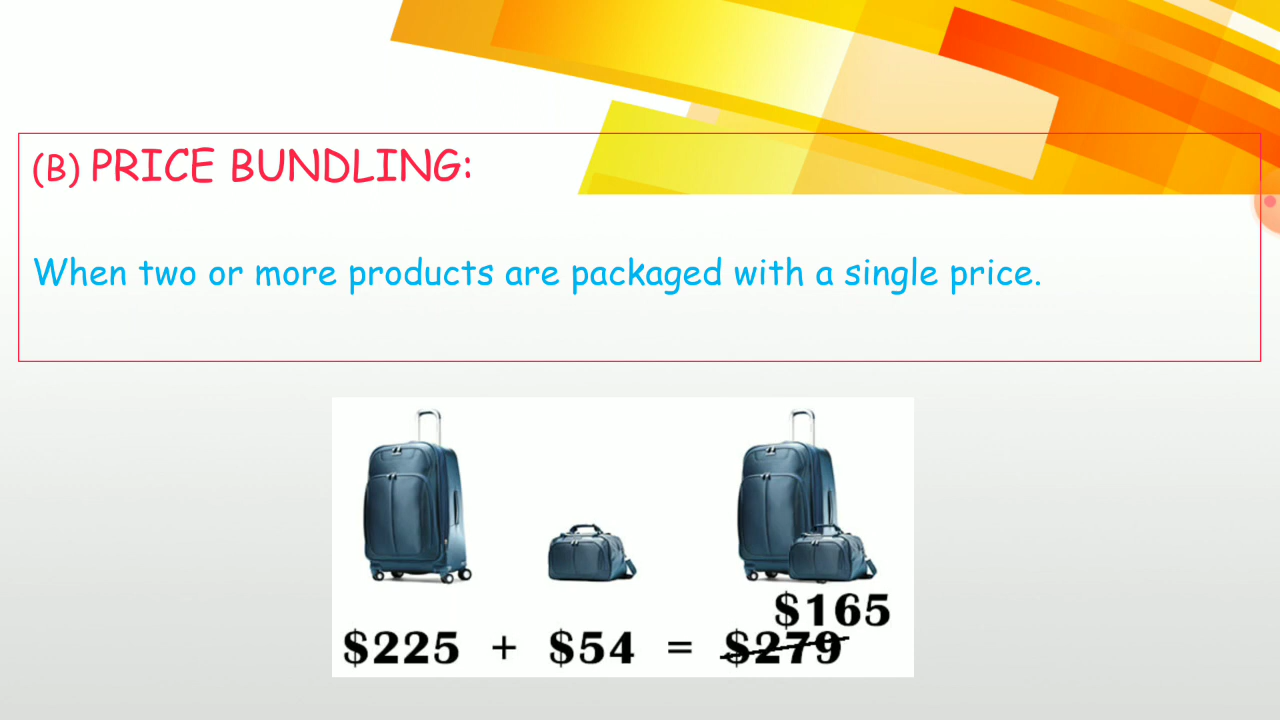 (B) PRICE BUNDLING:
When two or more products are packaged with a single price.
$165
$225 + $54 = $279